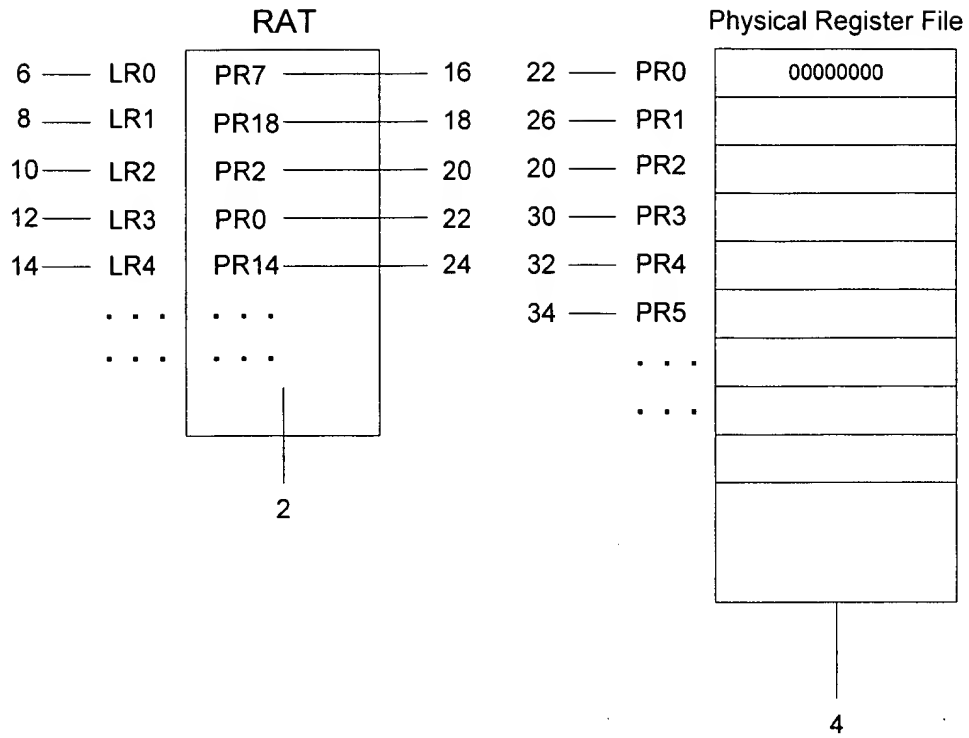 RAT
6 LR0 PR7 16
8 LR1 PR18 18
10 LR2 PR2 20
12 LR3 PR0 22
14 LR4 PR14 24
. . . . . .
. . . . . .
2
Physical Register File
22 PR0 00000000
26 PR1
20 PR2
30 PR3
32 PR4
34 PR5
. . .
. . .
4